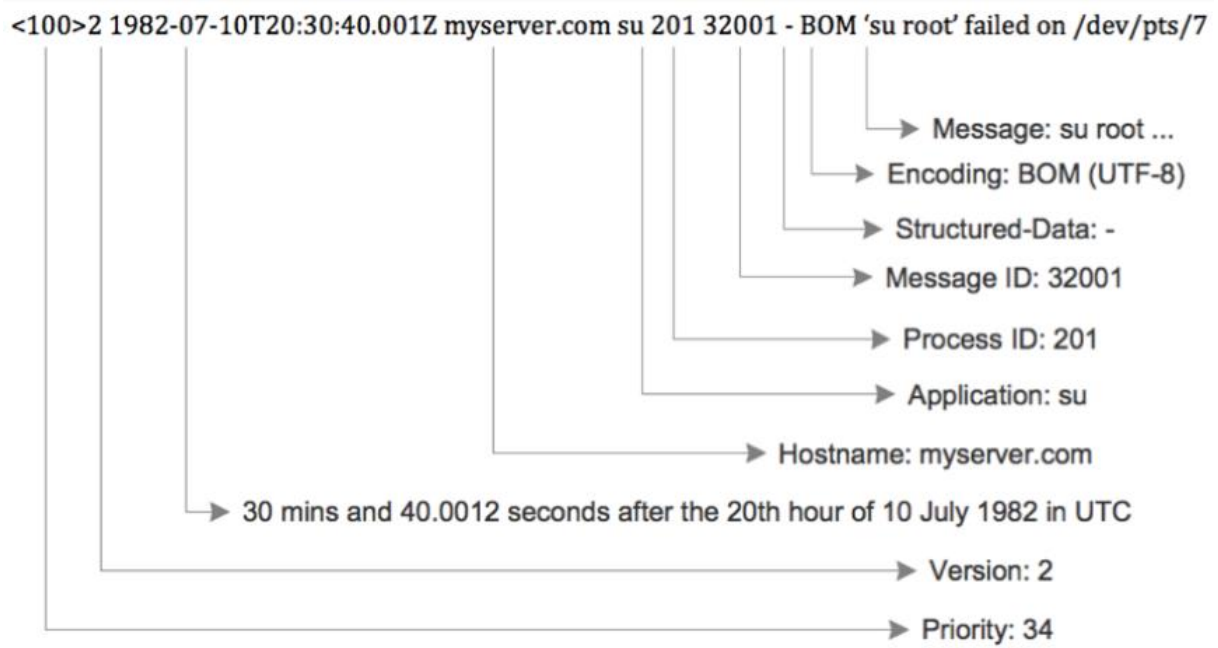 <100>2 1982-07-10T20:30:40.001Z myserver.com su 201 32001 - BOM ‘su root’ failed on /dev/pts/7
Message: su root ...
Encoding: BOM (UTF-8)
Structured-Data: -
Message ID: 32001
Process ID: 201
Application: su
Hostname: myserver.com
30 mins and 40.0012 seconds after the 20th hour of 10 July 1982 in UTC
Version: 2
Priority: 34